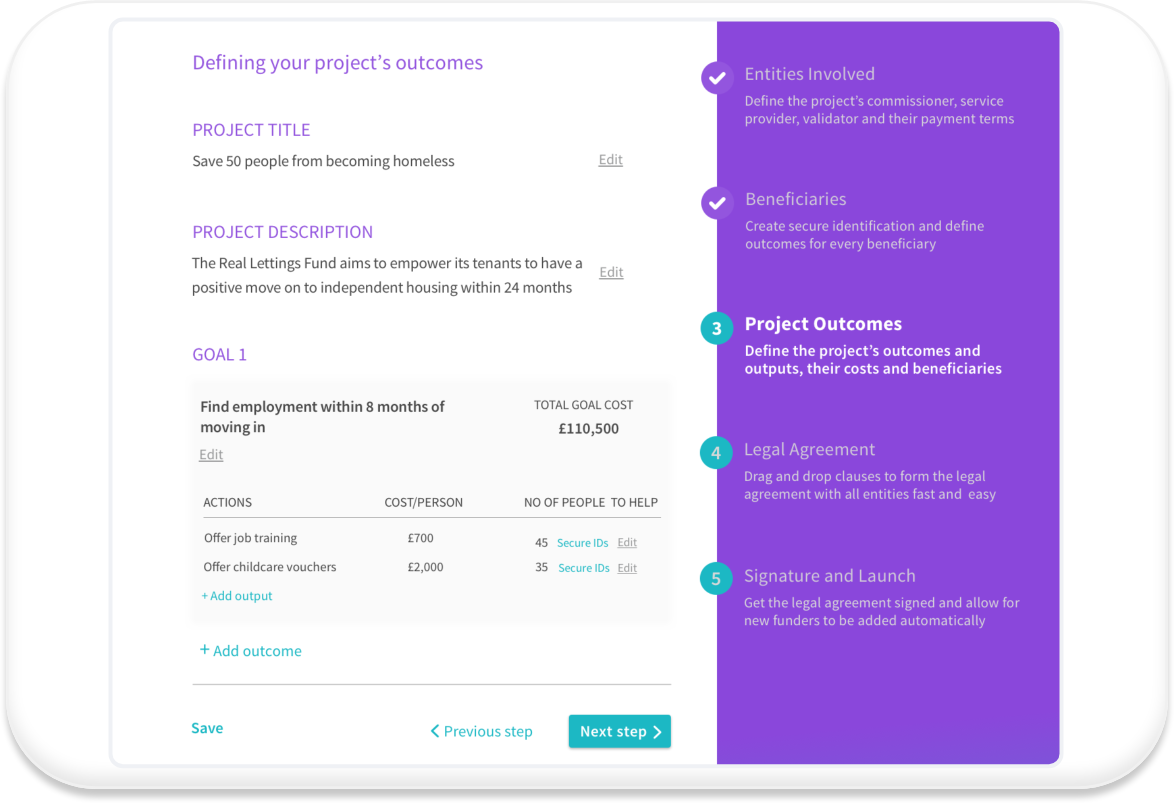 Defining your project's outcomes
PROJECT TITLE
Save 50 people from becoming homeless
Edit
PROJECT DESCRIPTION
The Real Lettings Fund aims to empower its tenants to have a
positive move on to independent housing within 24 months
Edit
GOAL 1
Find employment within 8 months of
moving in
Edit
TOTAL GOAL COST
£110,500
ACTIONS COST/PERSON NO OF PEOPLE TO HELP
Offer job training £700 45 Secure IDs Edit
Offer childcare vouchers £2,000 35 Secure IDs Edit
+ Add output
+ Add outcome
Save
Previous step
Next step
Entities Involved
Define the project's commissioner, service
provider, validator and their payment terms
Beneficiaries
Create secure identification and define
outcomes for every beneficiary
3 Project Outcomes
Define the project's outcomes and
outputs, their costs and beneficiaries
4 Legal Agreement
Drag and drop clauses to form the legal
agreement with all entities fast and easy
5 Signature and Launch
Get the legal agreement signed and allow for
new funders to be added automatically